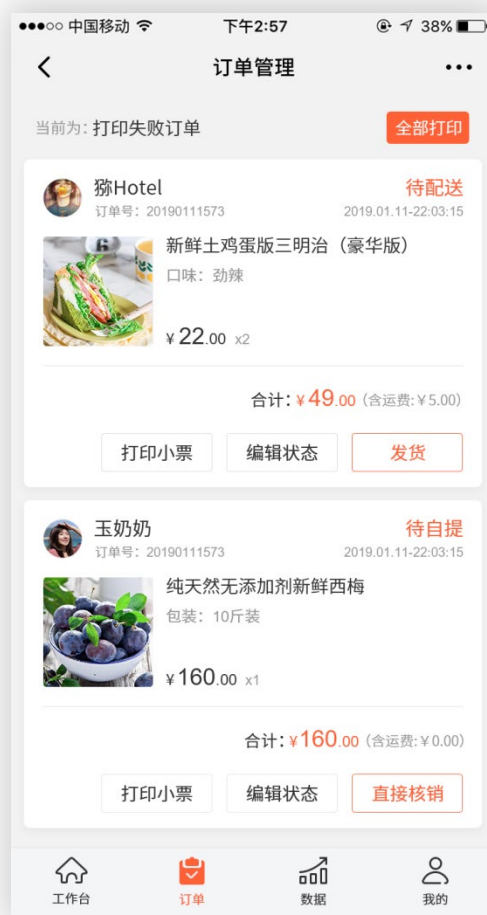 中国移动 下午2:57 38%
订单管理
当前为: 打印失败订单 全部打印
猕Hotel 待配送
订单号: 20190111573 2019.01.11-22:03:15
新鲜土鸡蛋版三明治（豪华版）
口味：劲辣
¥ 22.00 x2
合计: ¥ 49.00 (含运费:¥5.00)
打印小票 编辑状态 发货
玉奶奶 待自提
订单号: 20190111573 2019.01.11-22:03:15
纯天然无添加剂新鲜西梅
包装：10斤装
¥ 160.00 x1
合计: ¥160.00 (含运费:¥0.00)
打印小票 编辑状态 直接核销
工作台 订单 数据 我的